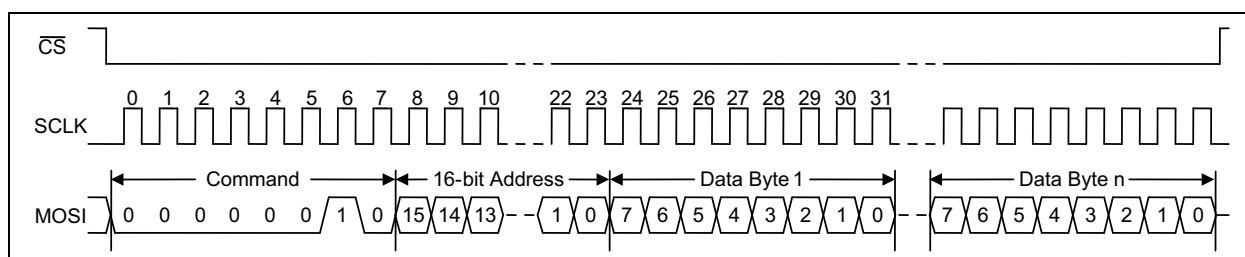 CS
0 1 2 3 4 5 6 7 8 9 10 22 23 24 25 26 27 28 29 30 31
SCLK
Command 16-bit Address Data Byte 1 Data Byte n
MOSI 0 0 0 0 0 0 1 0 15 14 13 1 0 7 6 5 4 3 2 1 0 7 6 5 4 3 2 1 0